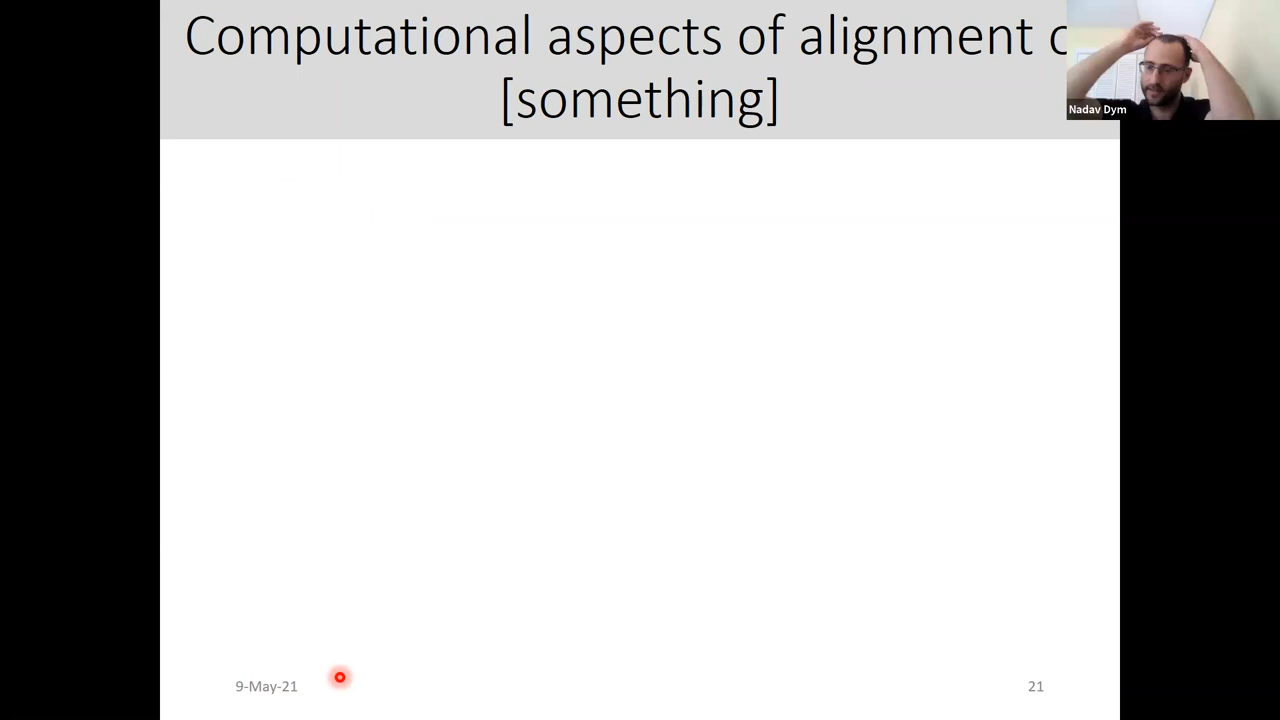 Computational aspects of alignment
[something]
Nadav Dym
9-May-21
21